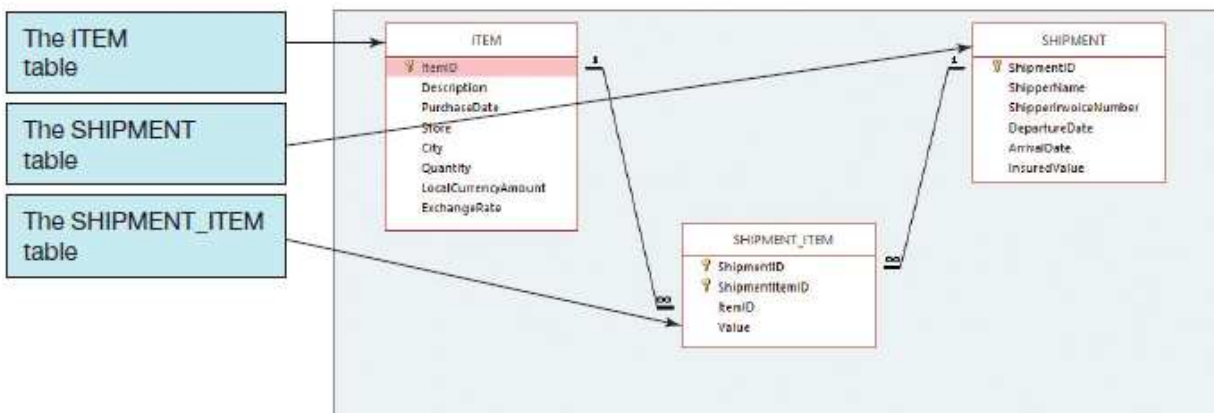 The ITEM
table
The SHIPMENT
table
The SHIPMENT_ITEM
table
ITEM
ItemID
Description
PurchaseDate
Store
City
Quantity
LocalCurrencyAmount
ExchangeRate
1
∞
SHIPMENT_ITEM
ShipmentID
ShipmentItemID
ItemID
Value
1
∞
SHIPMENT
ShipmentID
ShipperName
ShipperInvoiceNumber
DepartureDate
ArrivalDate
InsuredValue